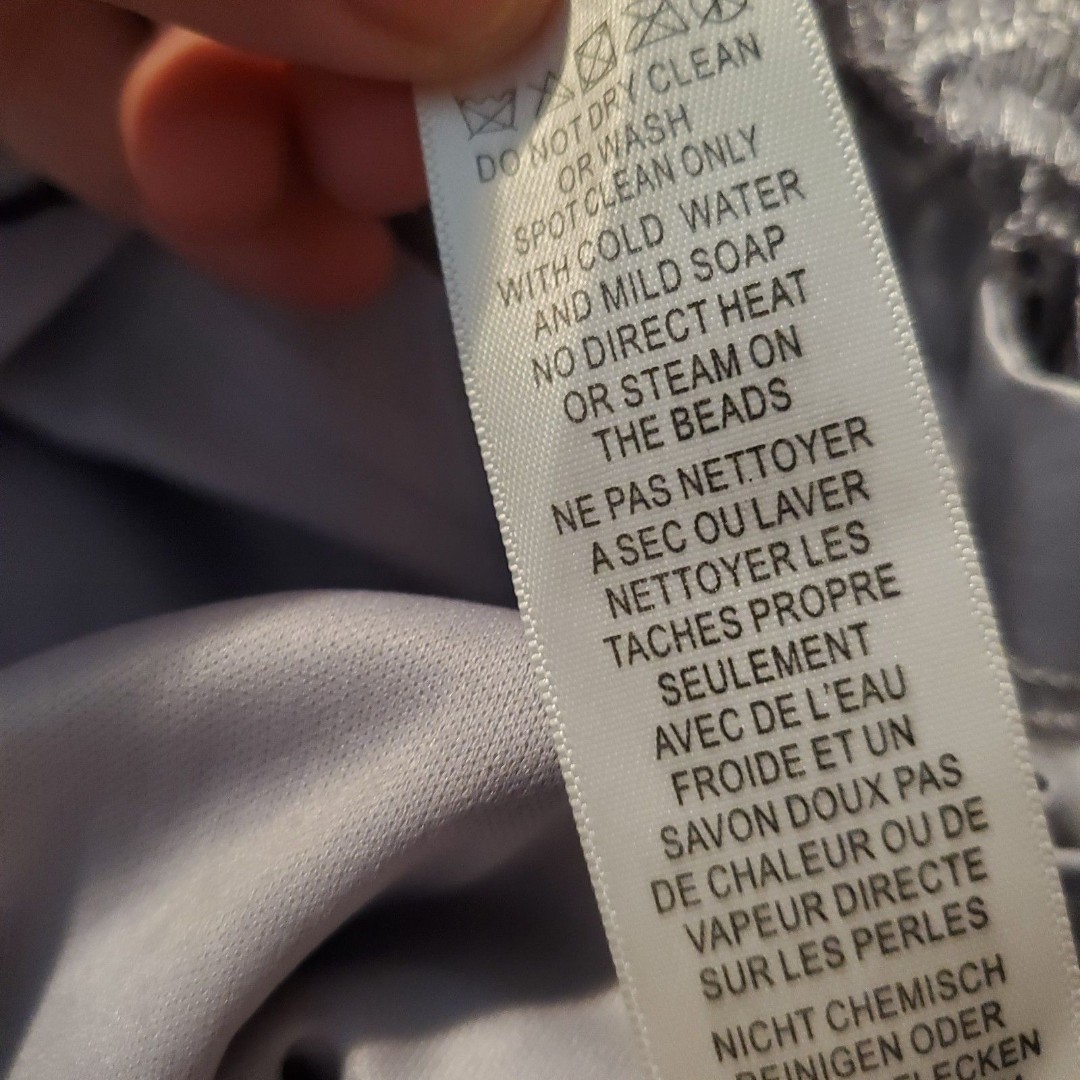 DO NOT DRY CLEAN
OR WASH
SPOT CLEAN ONLY
WITH COLD WATER
AND MILD SOAP
NO DIRECT HEAT
OR STEAM ON
THE BEADS
NE PAS NETTOYER
A SEC OU LAVER
NETTOYER LES
TACHES PROPRE
SEULEMENT
AVEC DE L'EAU
FROIDE ET UN
SAVON DOUX PAS
DE CHALEUR OU DE
VAPEUR DIRECTE
SUR LES PERLES
NICHT CHEMISCH
REINIGEN ODER
FLECKEN